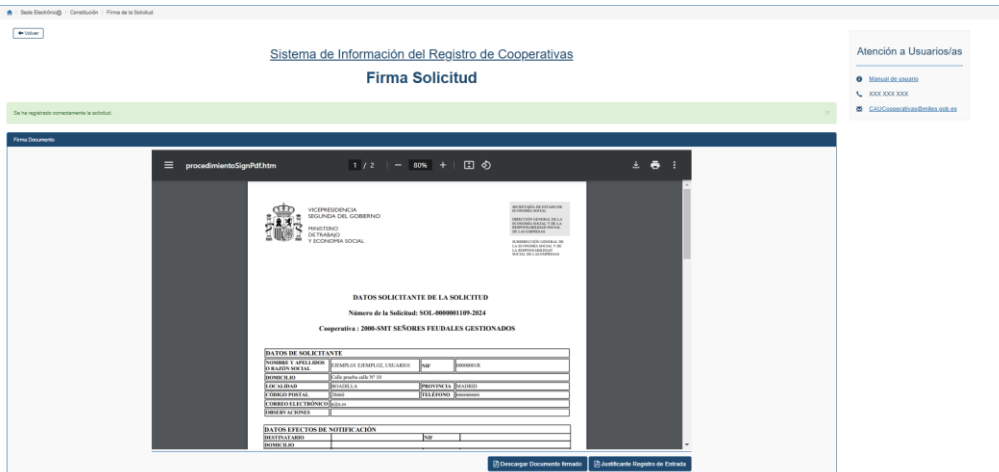 Sede Electrónic@ / Constitución / Firma de la Solicitud
Volver
Sistema de Información del Registro de Cooperativas
Firma Solicitud
Atención a Usuarios/as
Manual de usuario
XXX XXX XXX
CAUCooperativas@mites.gob.es
Se ha registrado correctamente la solicitud.
Firma Documento
procedimientoSignPdf.htm
1 / 2
80%
VICEPRESIDENCIA
SEGUNDA DEL GOBIERNO
MINISTERIO
DE TRABAJO
Y ECONOMÍA SOCIAL
SECRETARÍA DE ESTADO DE
ECONOMÍA SOCIAL
DIRECCIÓN GENERAL DE LA
ECONOMÍA SOCIAL Y DE LA
RESPONSABILIDAD SOCIAL
DE LAS EMPRESAS
SUBDIRECCIÓN GENERAL DE
LA ECONOMÍA SOCIAL Y DE
LA RESPONSABILIDAD
SOCIAL DE LAS EMPRESAS
DATOS SOLICITANTE DE LA SOLICITUD
Número de la Solicitud: SOL-0000001109-2024
Cooperativa : 2000-SMT SEÑORES FEUDALES GESTIONADOS
DATOS DE SOLICITANTE
NOMBRE Y APELLIDOS O RAZÓN SOCIAL EJEMPLO1 EJEMPLO2, USUARIO1 NIF
DOMICILIO Calle prueba calle Nº 10
LOCALIDAD BOADILLA PROVINCIA MADRID
CÓDIGO POSTAL 28660 TELÉFONO
CORREO ELECTRÓNICO
OBSERVACIONES
DATOS EFECTOS DE NOTIFICACIÓN
DESTINATARIO NIF
DOMICILIO
Descargar Documento firmado
Justificante Registro de Entrada